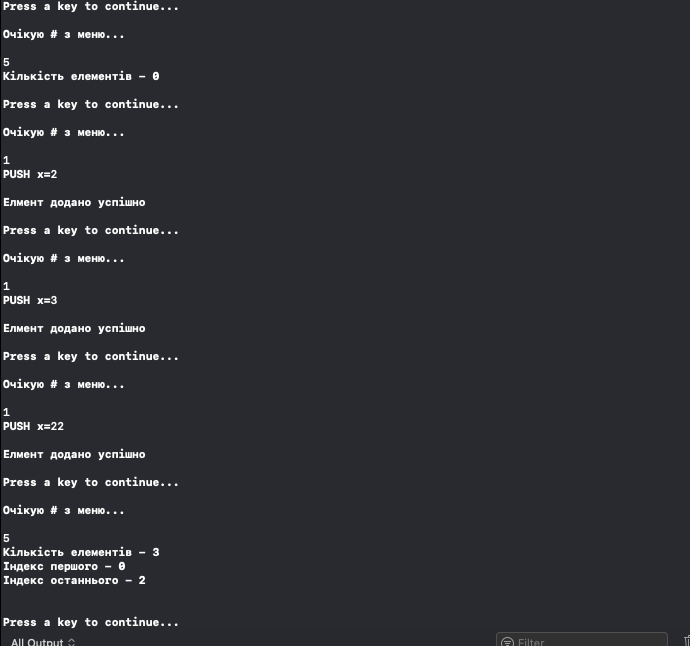 Press a key to continue...
Очікую # з меню...
5
Кількість елементів – 0
Press a key to continue...
Очікую # з меню...
1
PUSH x=2
Елмент додано успішно
Press a key to continue...
Очікую # з меню...
1
PUSH x=3
Елмент додано успішно
Press a key to continue...
Очікую # з меню...
1
PUSH x=22
Елмент додано успішно
Press a key to continue...
Очікую # з меню...
5
Кількість елементів – 3
Індекс першого – 0
Індекс останнього – 2
Press a key to continue...
All Output
Filter